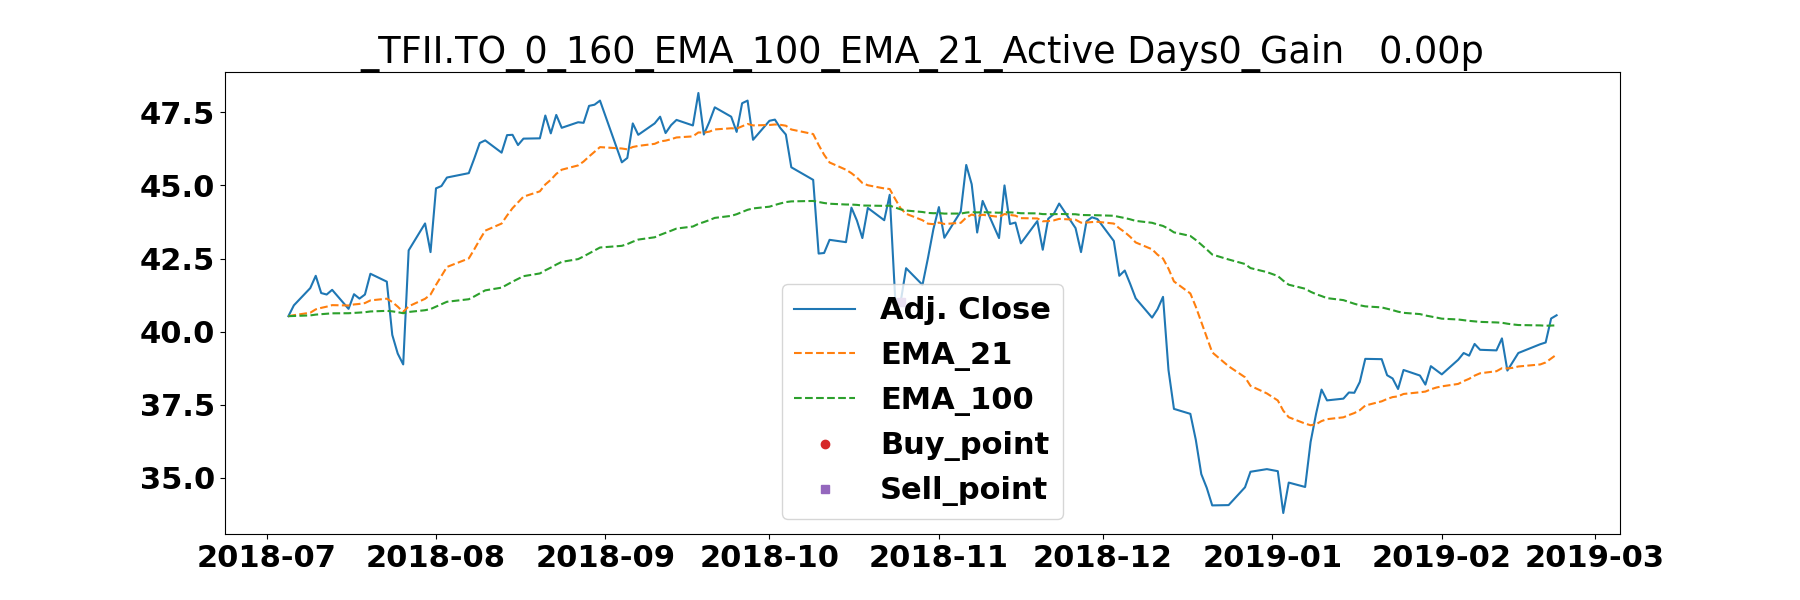 _TFII.TO_0_160_EMA_100_EMA_21_Active Days0_Gain   0.00p
47.5
45.0
42.5
40.0
37.5
35.0
Adj. Close
EMA_21
EMA_100
Buy_point
Sell_point
2018-07 2018-08 2018-09 2018-10 2018-11 2018-12 2019-01 2019-02 2019-03